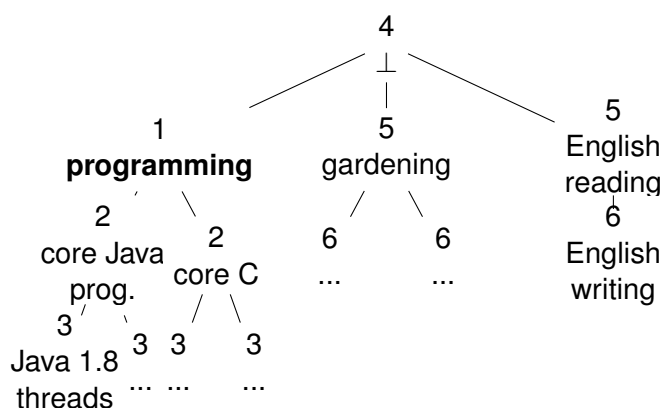 4
⊥
1
programming
5
gardening
5
English
reading
2
core Java
prog.
2
core C
6
...
6
...
6
English
writing
3
Java 1.8
threads
3
...
3
...
3
...